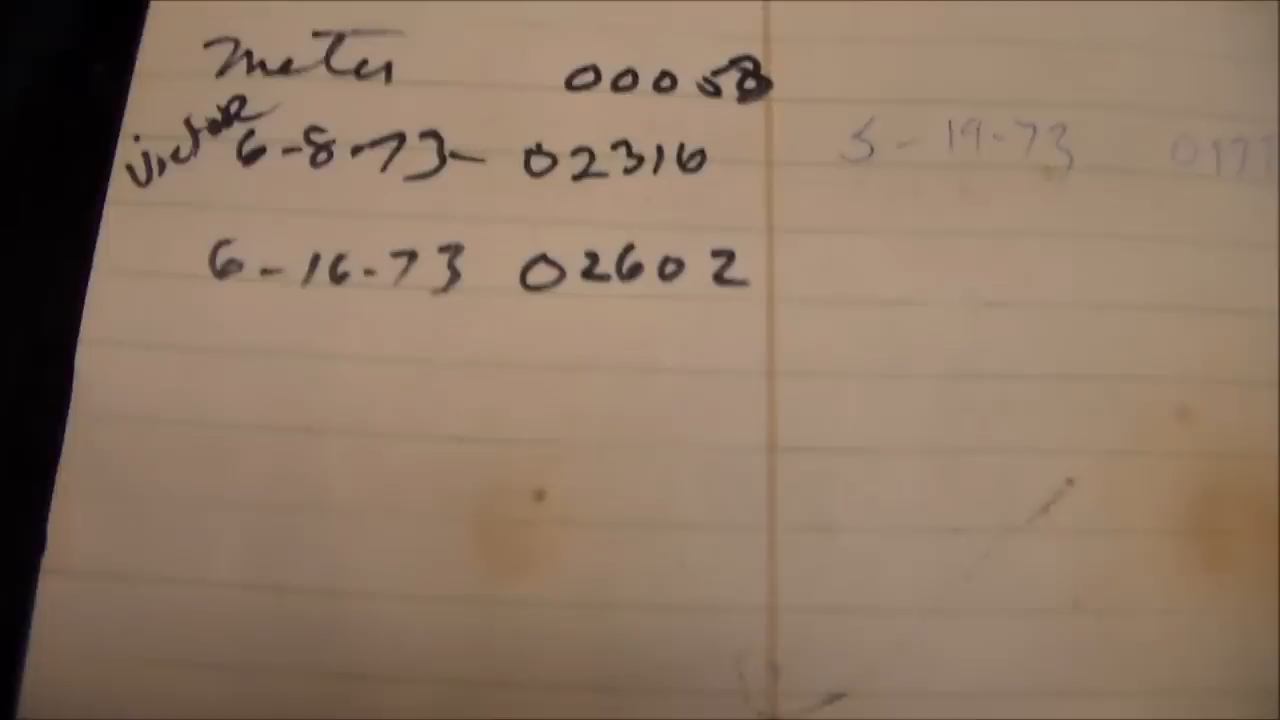 Meter 00058
Victor 6-8-73- 02316
5-19-73
6-16-73 02602